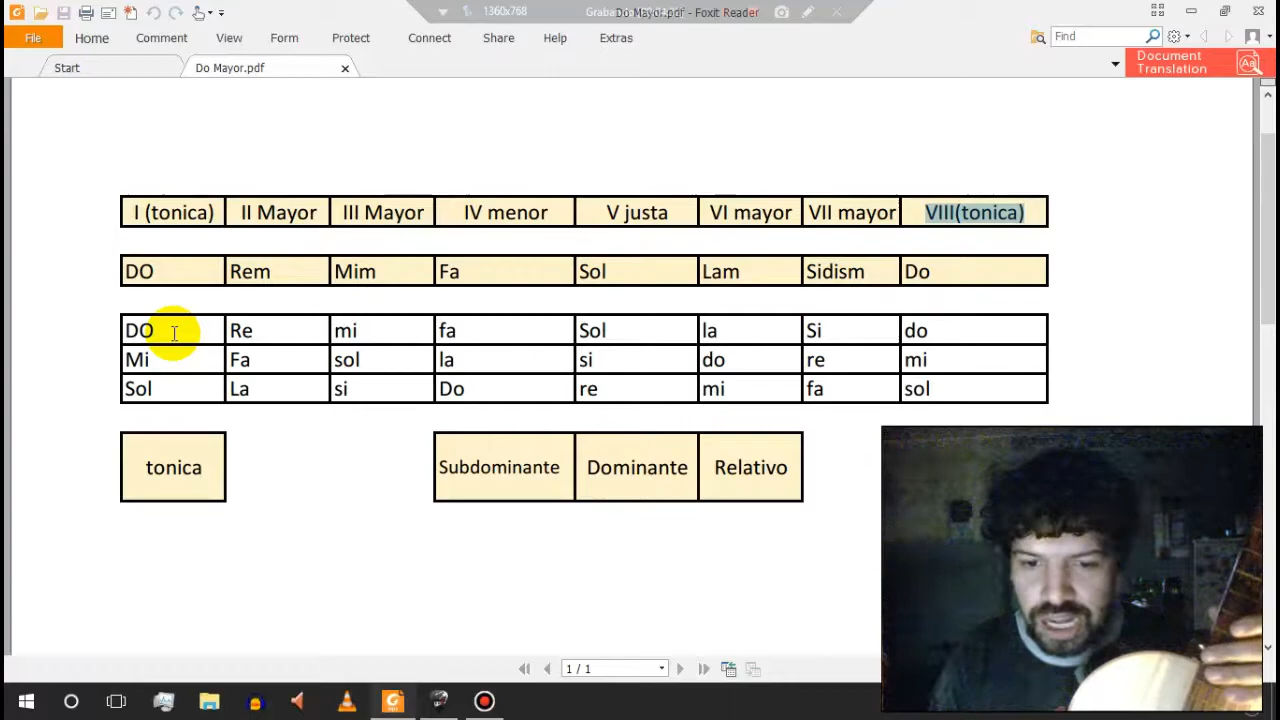 1360x768
Do Mayor.pdf - Foxit Reader
File Home Comment View Form Protect Connect Share Help Extras Find
Document
Translation
Start Do Mayor.pdf
I (tonica) II Mayor III Mayor IV menor V justa VI mayor VII mayor VIII(tonica)
DO Rem Mim Fa Sol Lam Sidism Do
DO Re mi fa Sol la Si do
Mi Fa sol la si do re mi
Sol La si Do re mi fa sol
tonica Subdominante Dominante Relativo
1 / 1